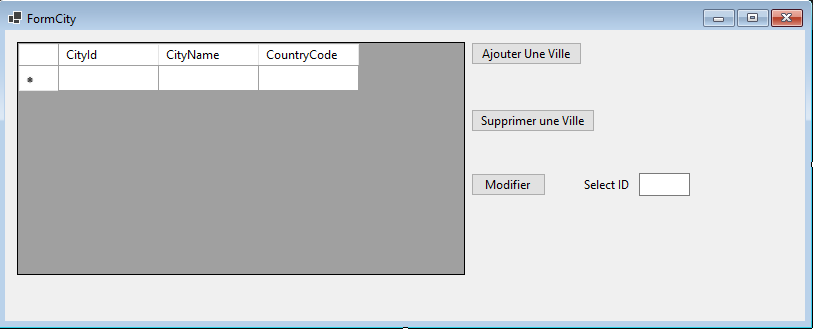 FormCity
CityId CityName CountryCode
Ajouter Une Ville
Supprimer une Ville
Modifier Select ID